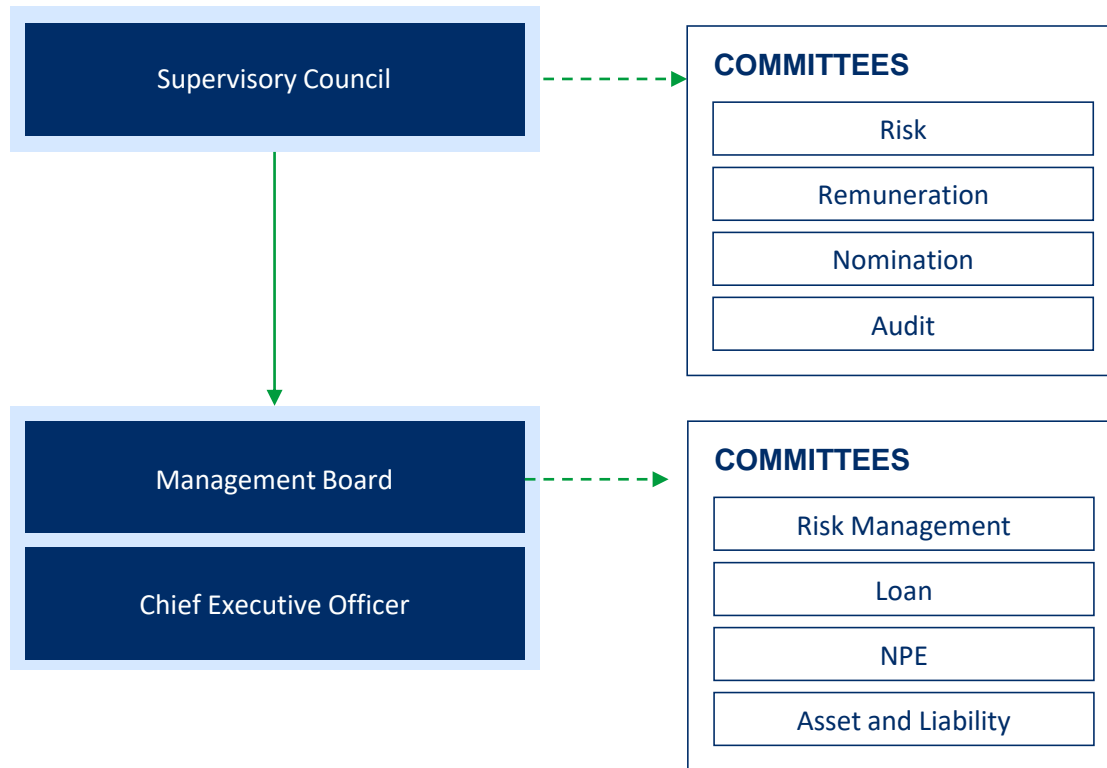 Supervisory Council
COMMITTEES
Risk
Remuneration
Nomination
Audit
Management Board
Chief Executive Officer
COMMITTEES
Risk Management
Loan
NPE
Asset and Liability